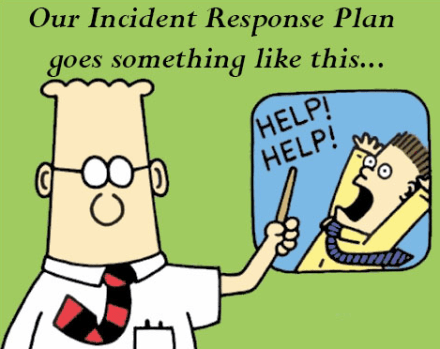 Our Incident Response Plan
goes something like this...
HELP!
HELP!